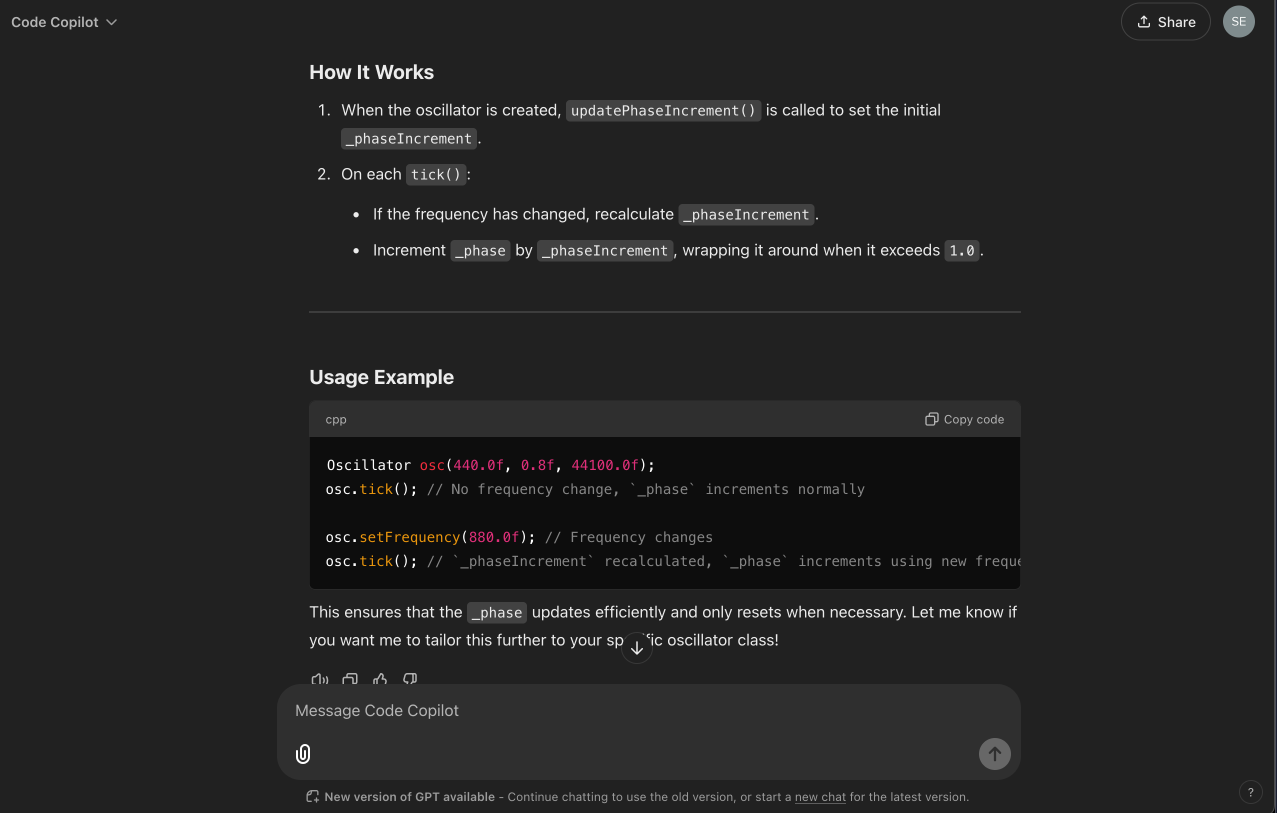 Code Copilot
Share
SE
How It Works
1. When the oscillator is created, updatePhaseIncrement() is called to set the initial
_phaseIncrement.
2. On each tick():
• If the frequency has changed, recalculate _phaseIncrement.
• Increment _phase by _phaseIncrement, wrapping it around when it exceeds 1.0.
Usage Example
cpp
Copy code
Oscillator osc(440.0f, 0.8f, 44100.0f);
osc.tick(); // No frequency change, `_phase` increments normally
osc.setFrequency(880.0f); // Frequency changes
osc.tick(); // `_phaseIncrement` recalculated, `_phase` increments using new freque
This ensures that the _phase updates efficiently and only resets when necessary. Let me know if
you want me to tailor this further to your specific oscillator class!
Message Code Copilot
New version of GPT available - Continue chatting to use the old version, or start a new chat for the latest version.
?